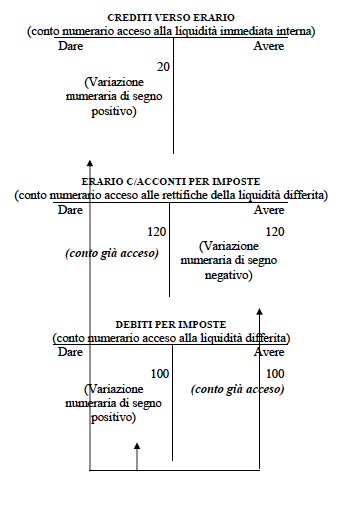 CREDITI VERSO ERARIO
(conto numerario acceso alla liquidità immediata interna)
Dare Avere
20
(Variazione
numeraria di segno
positivo)
ERARIO C/ACCONTI PER IMPOSTE
(conto numerario acceso alle rettifiche della liquidità differita)
Dare Avere
120 120
(conto già acceso) (Variazione
numeraria di segno
negativo)
DEBITI PER IMPOSTE
(conto numerario acceso alla liquidità differita)
Dare Avere
100 100
(Variazione (conto già acceso)
numeraria di segno
positivo)